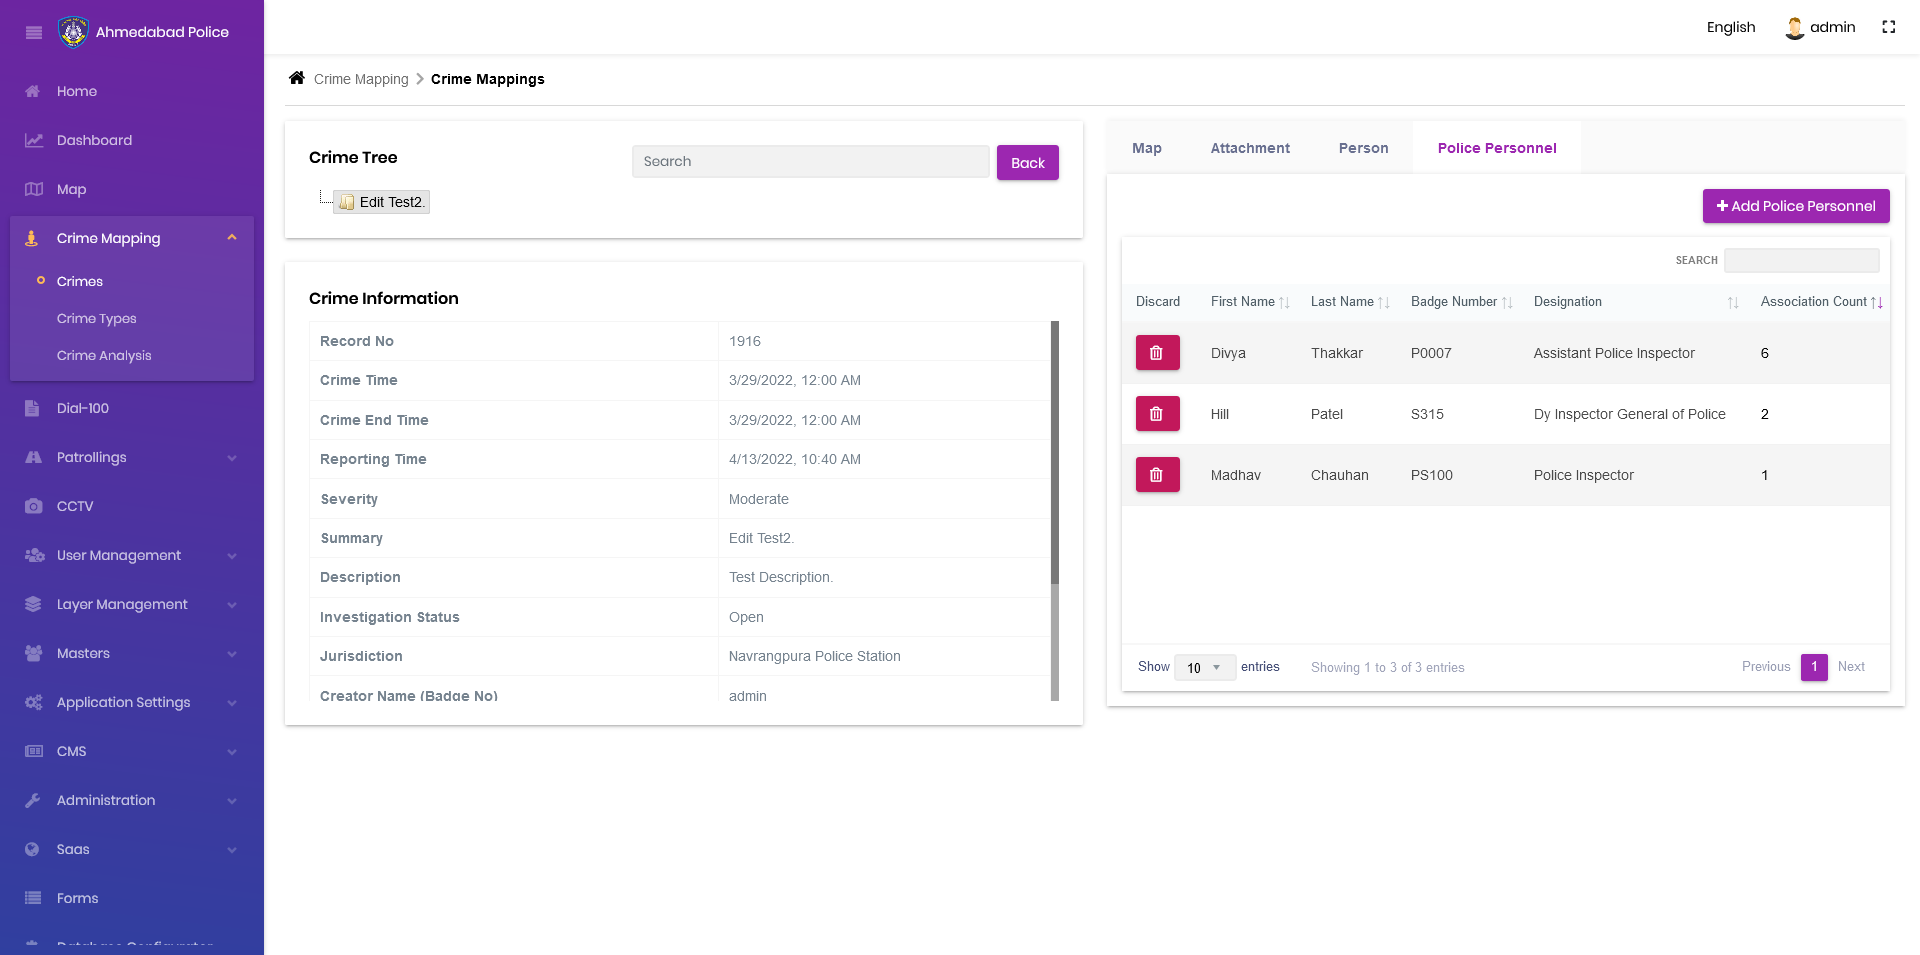 Ahmedabad Police
English
admin
Home
Dashboard
Map
Crime Mapping
Crimes
Crime Types
Crime Analysis
Dial-100
Patrollings
CCTV
User Management
Layer Management
Masters
Application Settings
CMS
Administration
Saas
Forms
Database Configurator
Crime Mapping
Crime Mappings
Crime Tree
Search
Back
Edit Test2.
Crime Information
Record No 1916
Crime Time 3/29/2022, 12:00 AM
Crime End Time 3/29/2022, 12:00 AM
Reporting Time 4/13/2022, 10:40 AM
Severity Moderate
Summary Edit Test2.
Description Test Description.
Investigation Status Open
Jurisdiction Navrangpura Police Station
Creator Name (Badge No) admin
Map Attachment Person Police Personnel
Add Police Personnel
SEARCH
Discard First Name Last Name Badge Number Designation Association Count
Divya Thakkar P0007 Assistant Police Inspector 6
Hill Patel S315 Dy Inspector General of Police 2
Madhav Chauhan PS100 Police Inspector 1
Show 10 entries Showing 1 to 3 of 3 entries Previous 1 Next